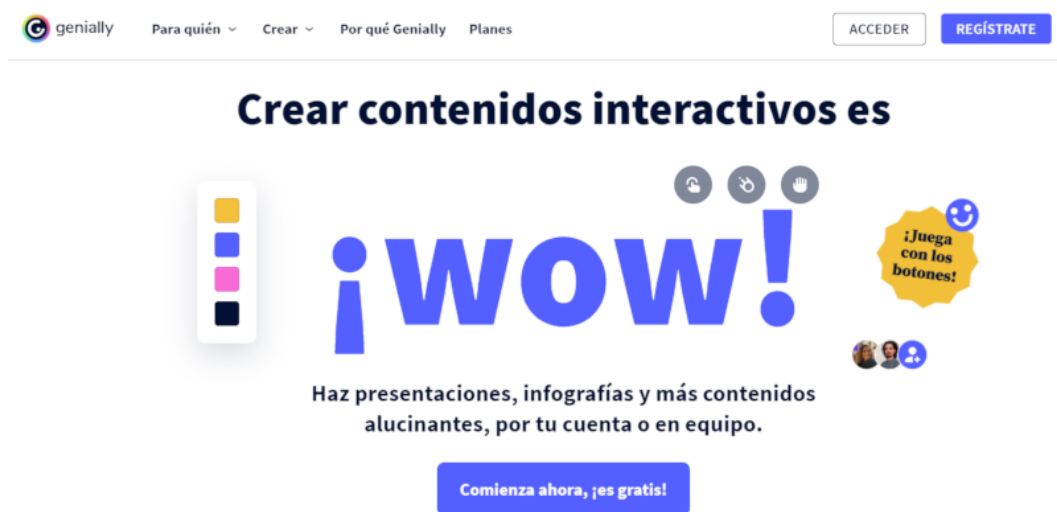 genially
Para quién
Crear
Por qué Genially
Planes
ACCEDER
REGÍSTRATE
Crear contenidos interactivos es
¡wow!
¡Juega
con los
botones!
Haz presentaciones, infografías y más contenidos
alucinantes, por tu cuenta o en equipo.
Comienza ahora, ¡es gratis!